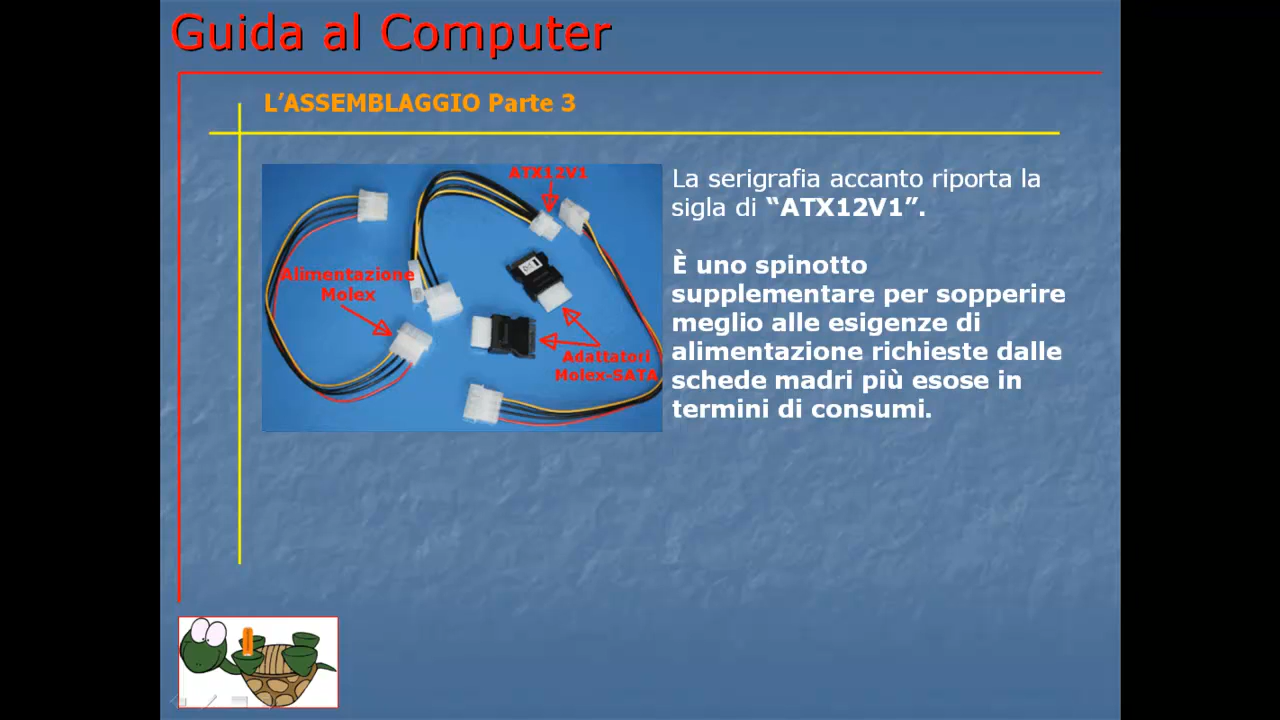 Guida al Computer
L’ASSEMBLAGGIO Parte 3
ATX12V1
Alimentazione
Molex
Adattatori
Molex-SATA
La serigrafia accanto riporta la
sigla di “ATX12V1”.
È uno spinotto
supplementare per sopperire
meglio alle esigenze di
alimentazione richieste dalle
schede madri più esose in
termini di consumi.